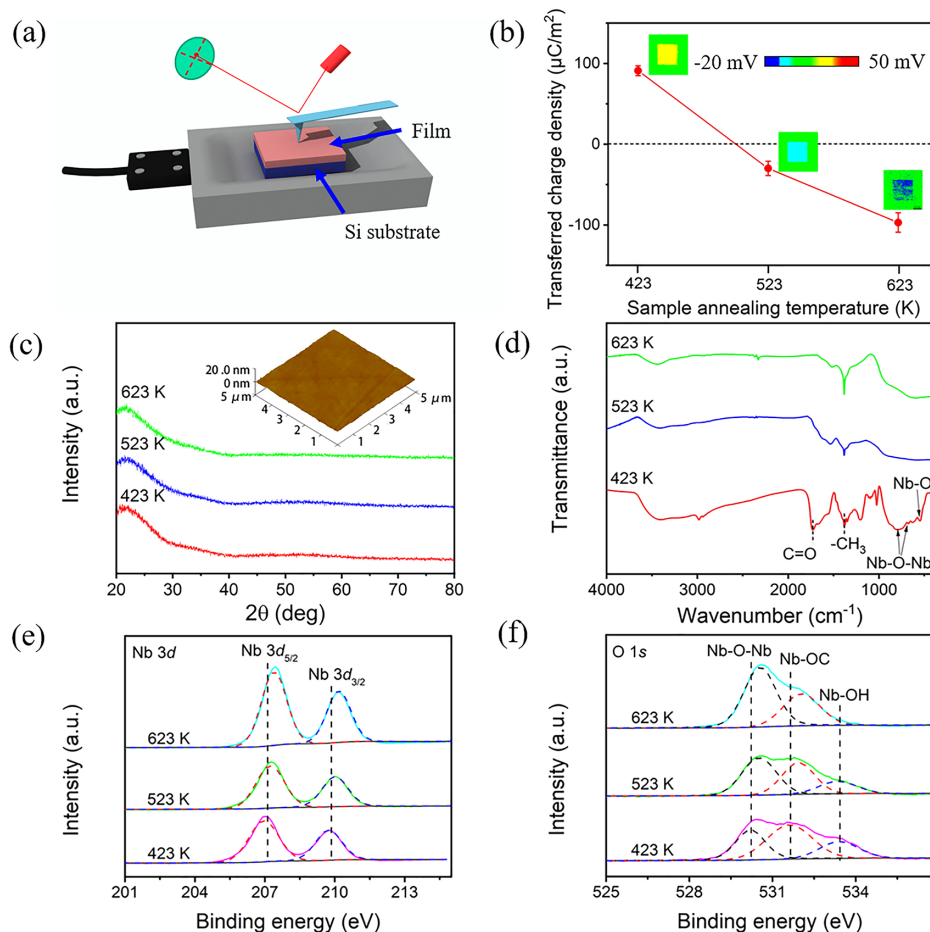 (a)
Film
Si substrate
(b)
Transferred charge density (µC/m²)
100
0
-100
-20 mV
50 mV
423
523
623
Sample annealing temperature (K)
(c)
Intensity (a.u.)
20.0 nm
0 nm
5 µm
4
3
2
1
1
2
3
4
5 µm
623 K
523 K
423 K
20
30
40
50
60
70
80
2θ (deg)
(d)
Transmittance (a.u.)
623 K
523 K
423 K
C=O
-CH₃
Nb-O
Nb-O-Nb
4000
3000
2000
1000
Wavenumber (cm⁻¹)
(e)
Intensity (a.u.)
Nb 3d
Nb 3d₅/₂
Nb 3d₃/₂
623 K
523 K
423 K
201
204
207
210
213
Binding energy (eV)
(f)
Intensity (a.u.)
O 1s
Nb-O-Nb
Nb-OC
Nb-OH
623 K
523 K
423 K
525
528
531
534
Binding energy (eV)